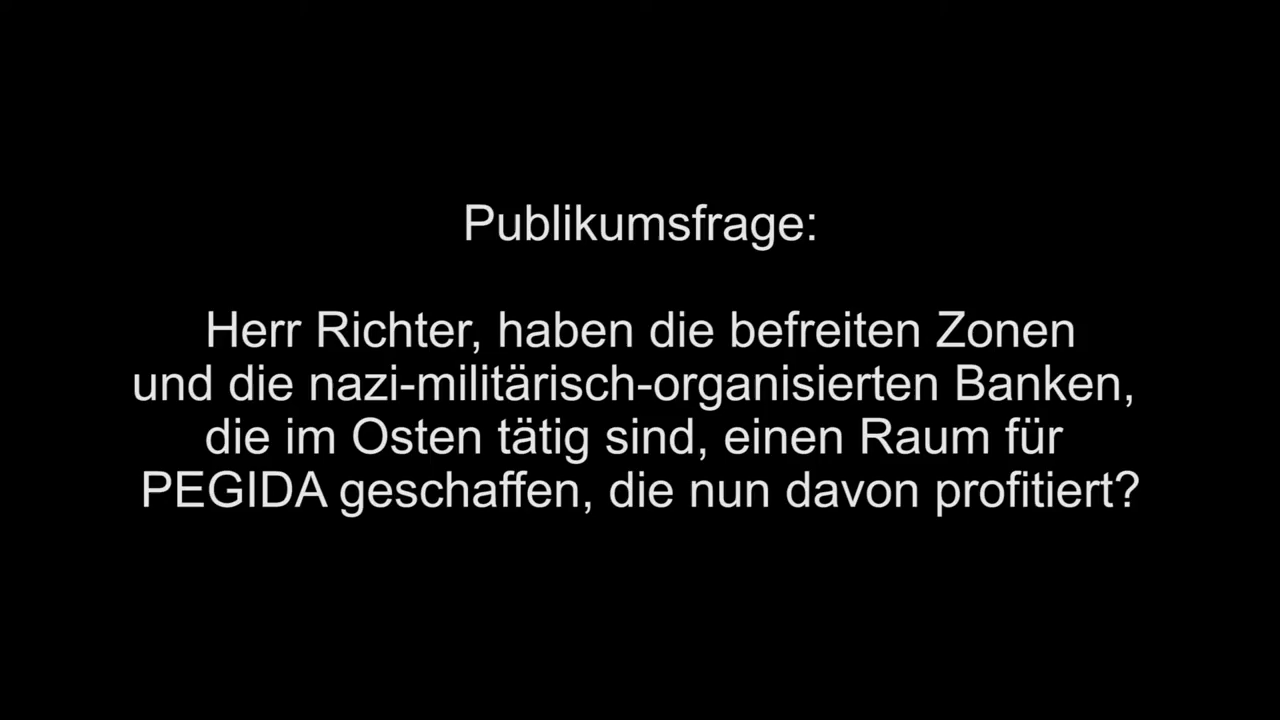 Publikumsfrage:
Herr Richter, haben die befreiten Zonen
und die nazi-militärisch-organisierten Banken,
die im Osten tätig sind, einen Raum für
PEGIDA geschaffen, die nun davon profitiert?